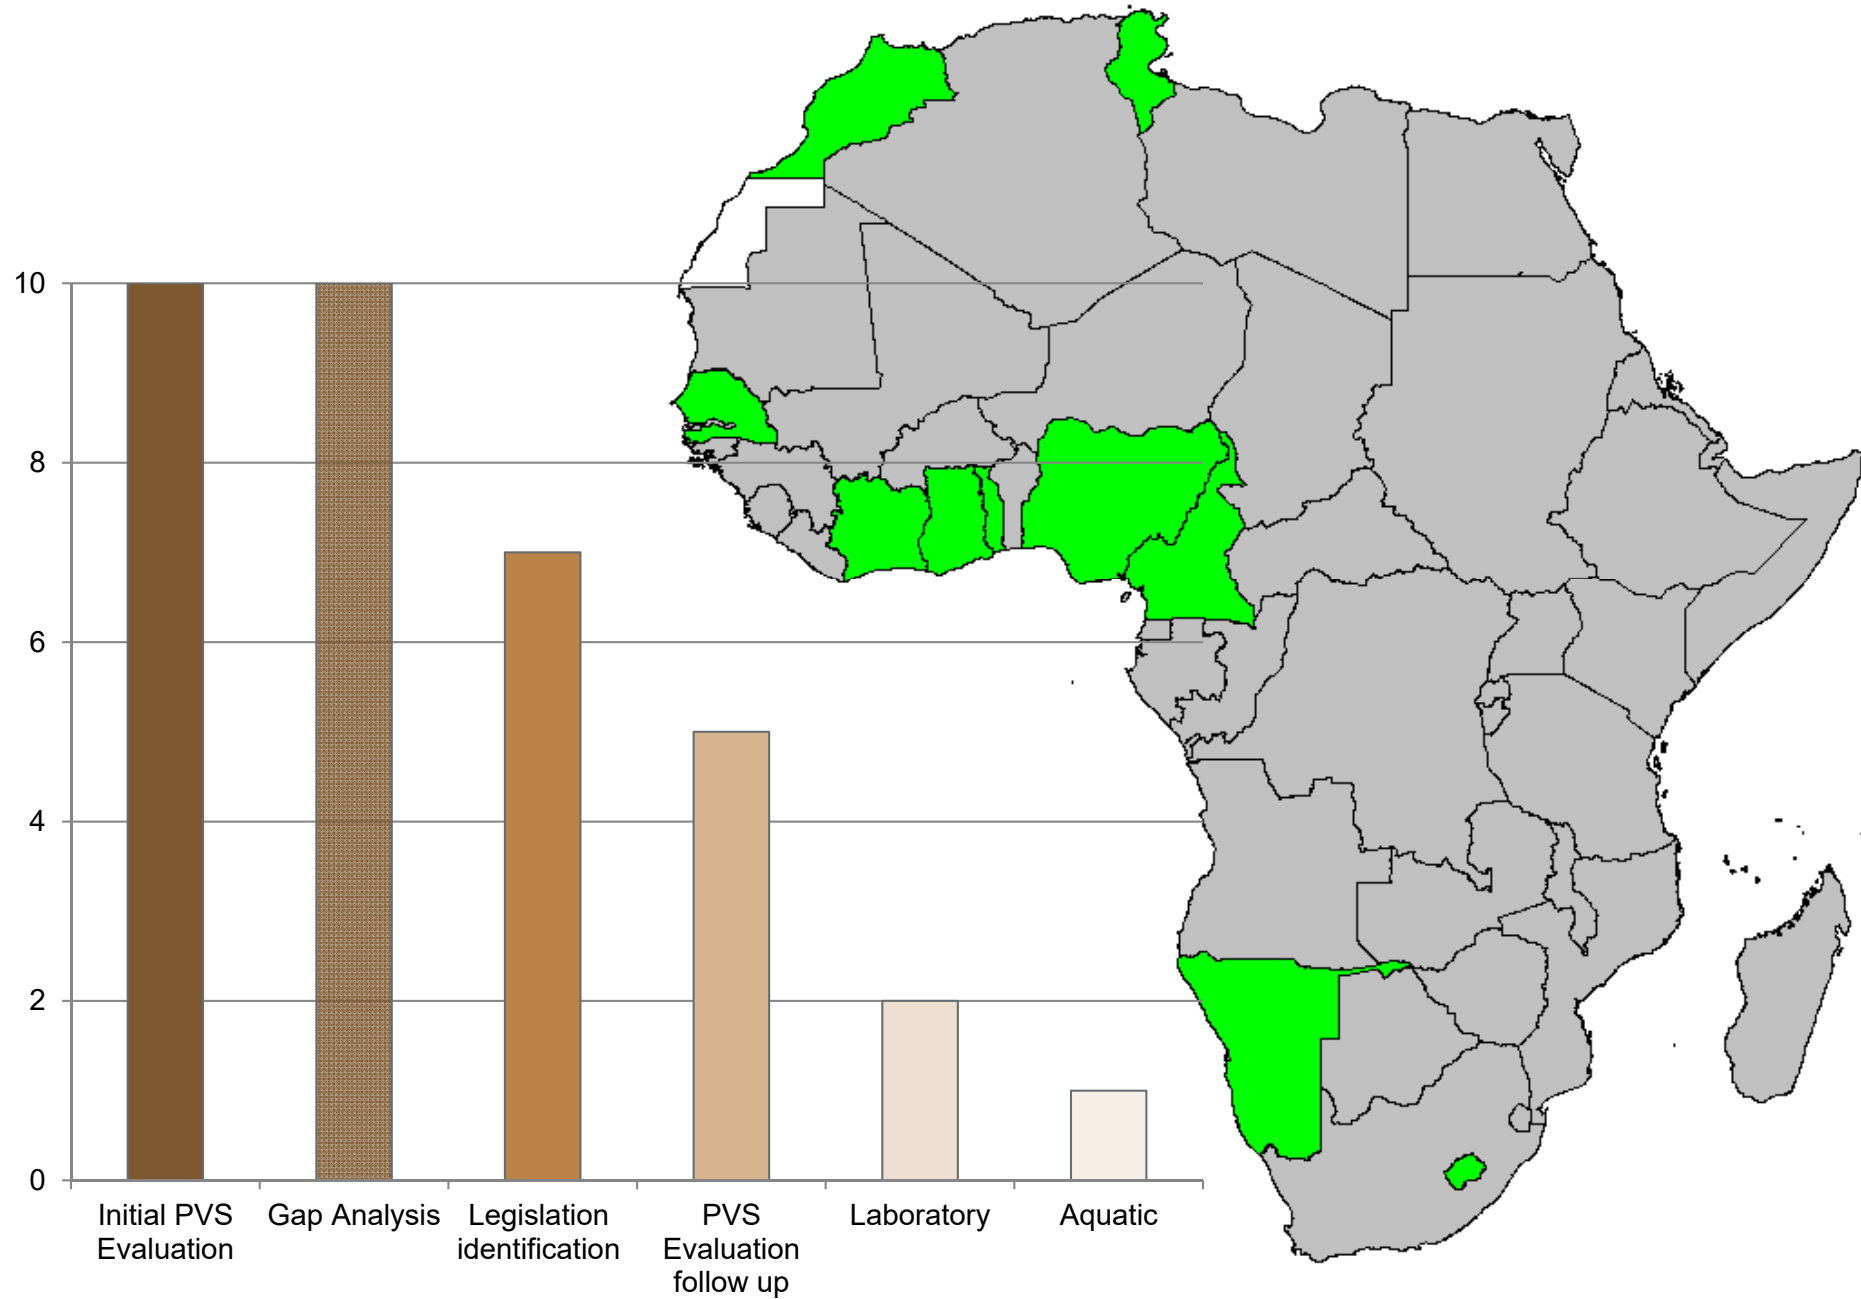 10
8
6
4
2
0
Initial PVS
Evaluation
Gap Analysis
Legislation
identification
PVS
Evaluation
follow up
Laboratory
Aquatic